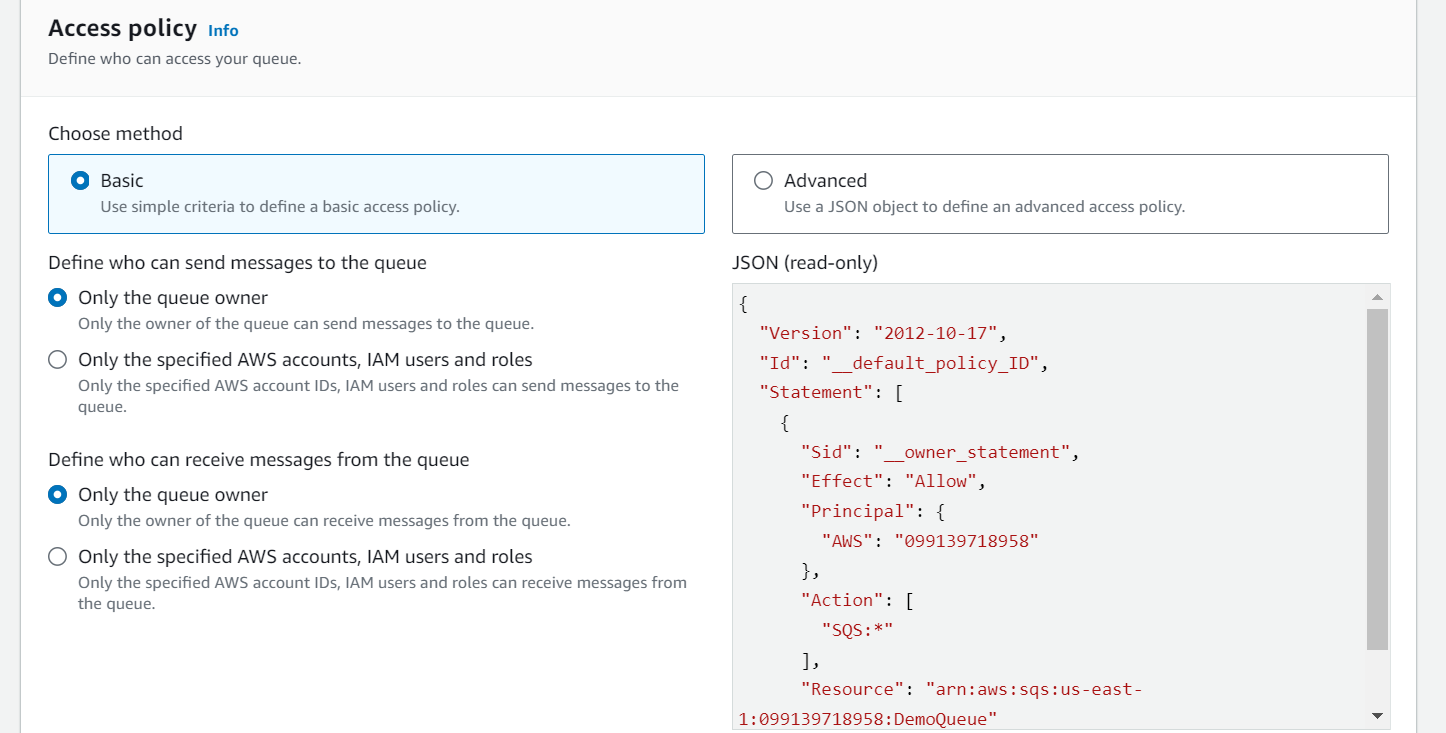 Access policy Info
Define who can access your queue.
Choose method
Basic
Use simple criteria to define a basic access policy.
Advanced
Use a JSON object to define an advanced access policy.
Define who can send messages to the queue
Only the queue owner
Only the owner of the queue can send messages to the queue.
Only the specified AWS accounts, IAM users and roles
Only the specified AWS account IDs, IAM users and roles can send messages to the
queue.
Define who can receive messages from the queue
Only the queue owner
Only the owner of the queue can receive messages from the queue.
Only the specified AWS accounts, IAM users and roles
Only the specified AWS account IDs, IAM users and roles can receive messages from
the queue.
JSON (read-only)
{
  "Version": "2012-10-17",
  "Id": "__default_policy_ID",
  "Statement": [
    {
      "Sid": "__owner_statement",
      "Effect": "Allow",
      "Principal": {
        "AWS": "099139718958"
      },
      "Action": [
        "SQS:*"
      ],
      "Resource": "arn:aws:sqs:us-east-
1:099139718958:DemoQueue"